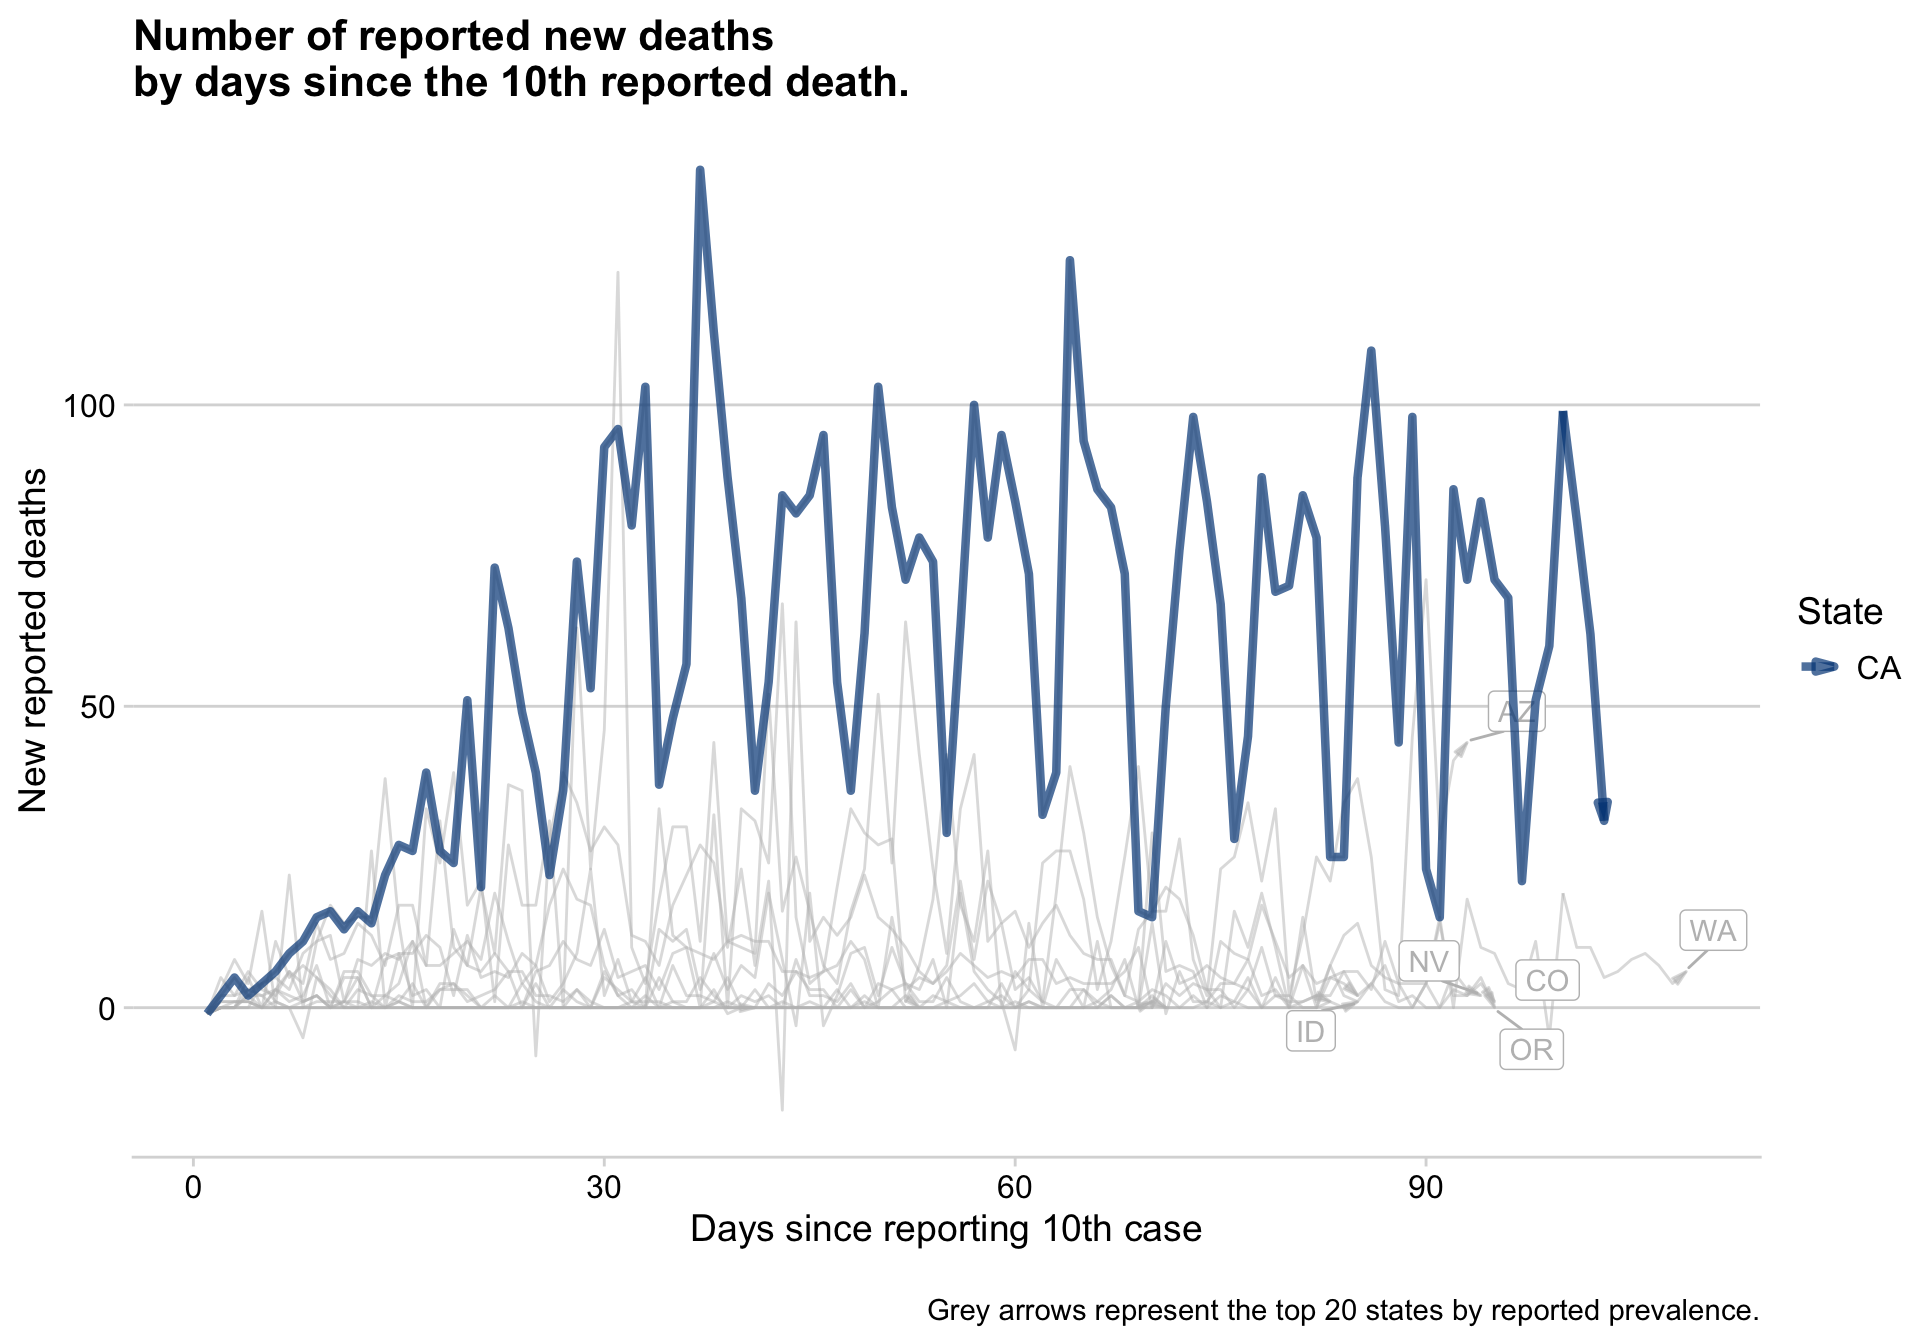 Number of reported new deaths
by days since the 10th reported death.
New reported deaths
100
50
0
0
30
60
90
Days since reporting 10th case
AZ
WA
NV
CO
ID
OR
State
CA
Grey arrows represent the top 20 states by reported prevalence.